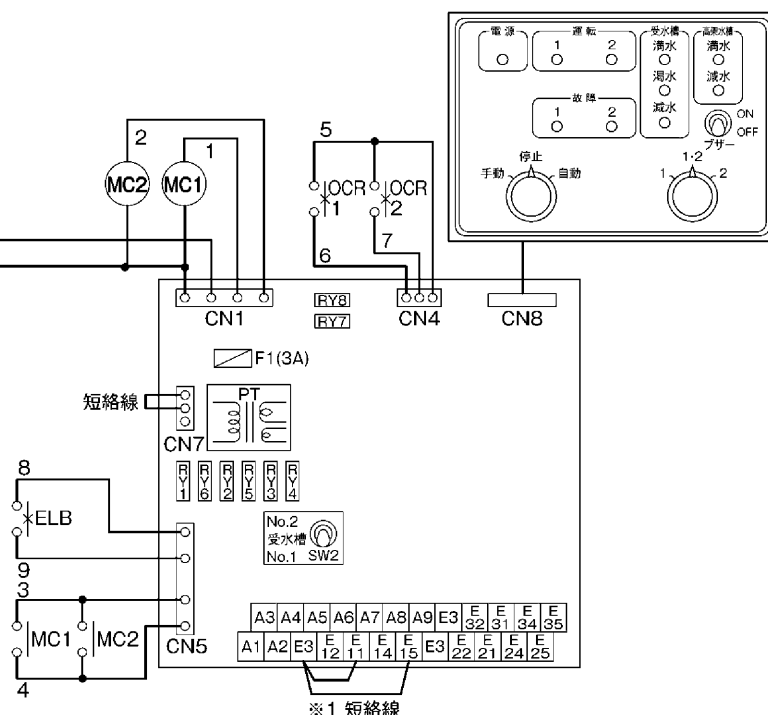 電源
運転
1 2
受水槽
満水
渇水
減水
高架水槽
満水
減水
故障
1 2
ON
OFF
ブザー
停止
手動
自動
1・2
1
2
2
1
MC2
MC1
5
OCR
1
OCR
2
7
6
CN1
RY8
RY7
CN4
CN8
F1(3A)
短絡線
PT
CN7
RY1 RY6 RY2 RY5 RY3 RY4
8
ELB
9
No.2
受水槽
No.1 SW2
3
MC1
MC2
4
CN5
A3 A4 A5 A6 A7 A8 A9 E3 E32 E31 E34 E35
A1 A2 E3 E12 E11 E14 E15 E3 E22 E21 E24 E25
※1 短絡線